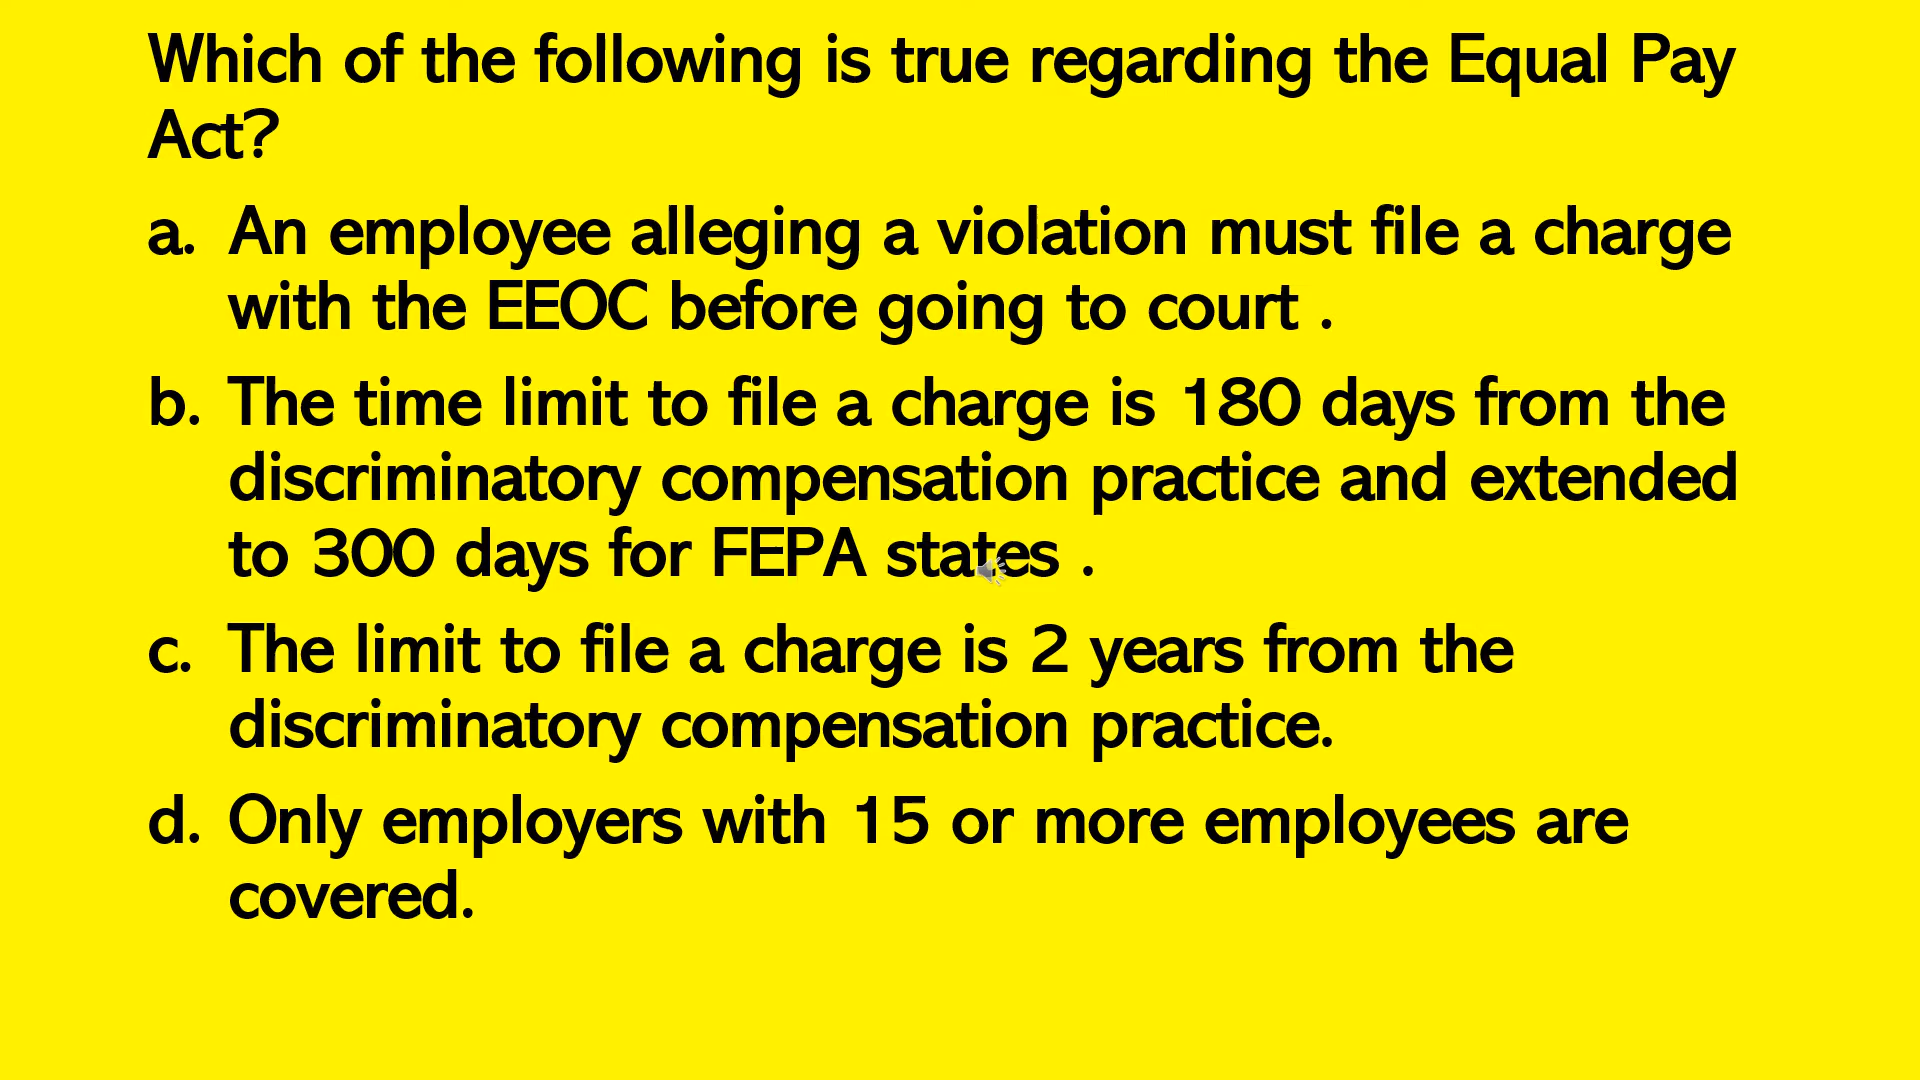 Which of the following is true regarding the Equal Pay
Act?
a. An employee alleging a violation must file a charge
with the EEOC before going to court .
b. The time limit to file a charge is 180 days from the
discriminatory compensation practice and extended
to 300 days for FEPA states .
c. The limit to file a charge is 2 years from the
discriminatory compensation practice.
d. Only employers with 15 or more employees are
covered.